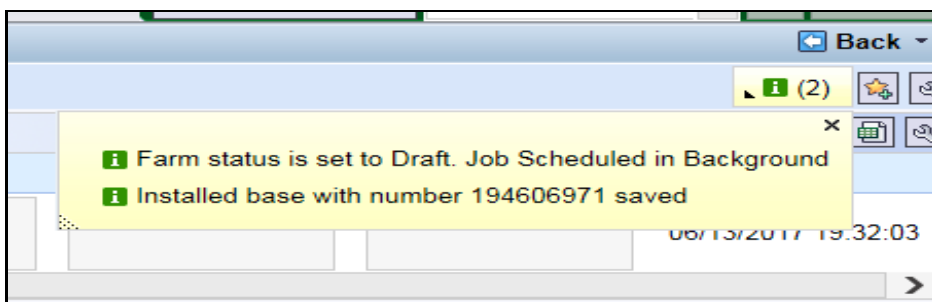 Back
(2)
Farm status is set to Draft. Job Scheduled in Background
Installed base with number 194606971 saved
06/13/2017 19:32:03